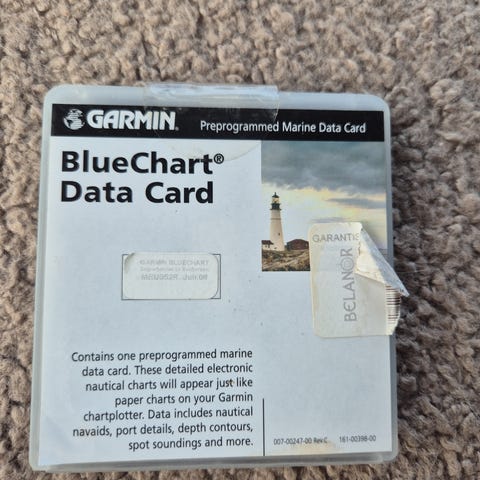 GARMIN.
Preprogrammed Marine Data Card
BlueChart®
Data Card
GARMIN BLUECHART
MEU052R
GARANTIE
BELANOR
Contains one preprogrammed marine
data card. These detailed electronic
nautical charts will appear just like
paper charts on your Garmin
chartplotter. Data includes nautical
navaids, port details, depth contours,
spot soundings and more.
007-00247-00 Rev.C
161-00398-00